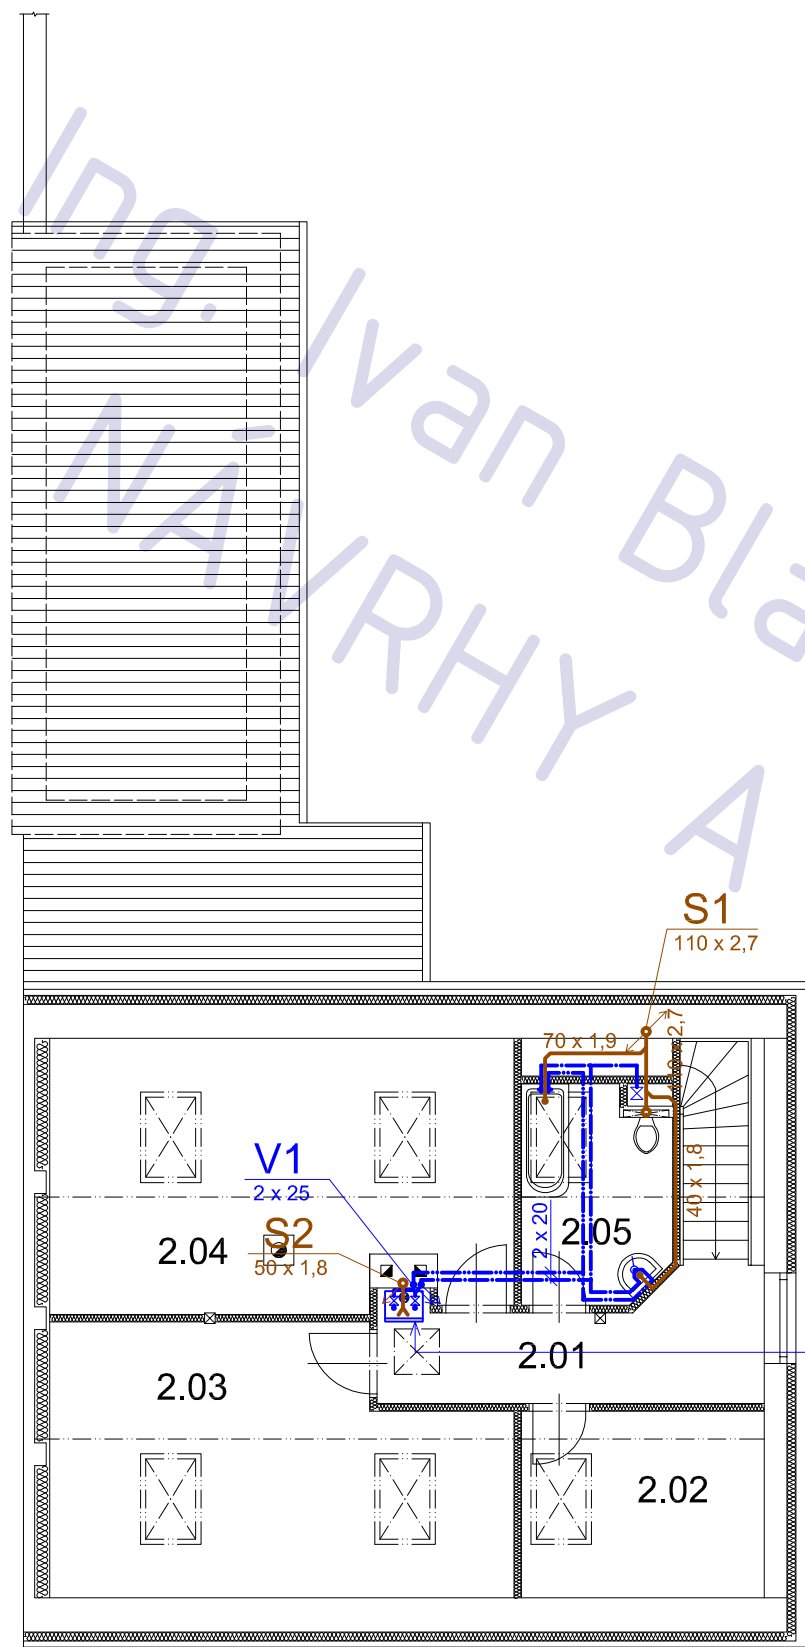 Ing. Ivan Bla
NÁVRHY A
S1
110 x 2,7
70 x 1,9
110 x 2,7
V1
2 x 25
40 x 1,8
S2
50 x 1,8
2.04
2 x 20
2.05
2.01
2.03
2.02